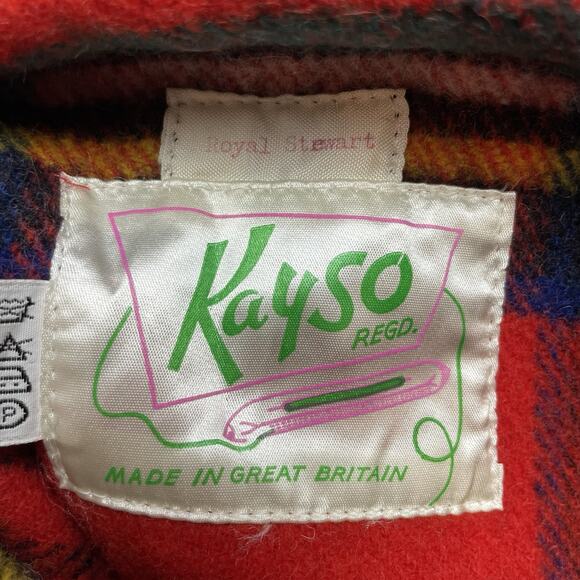 Royal Stewart
Kayso
REGD.
MADE IN GREAT BRITAIN
P